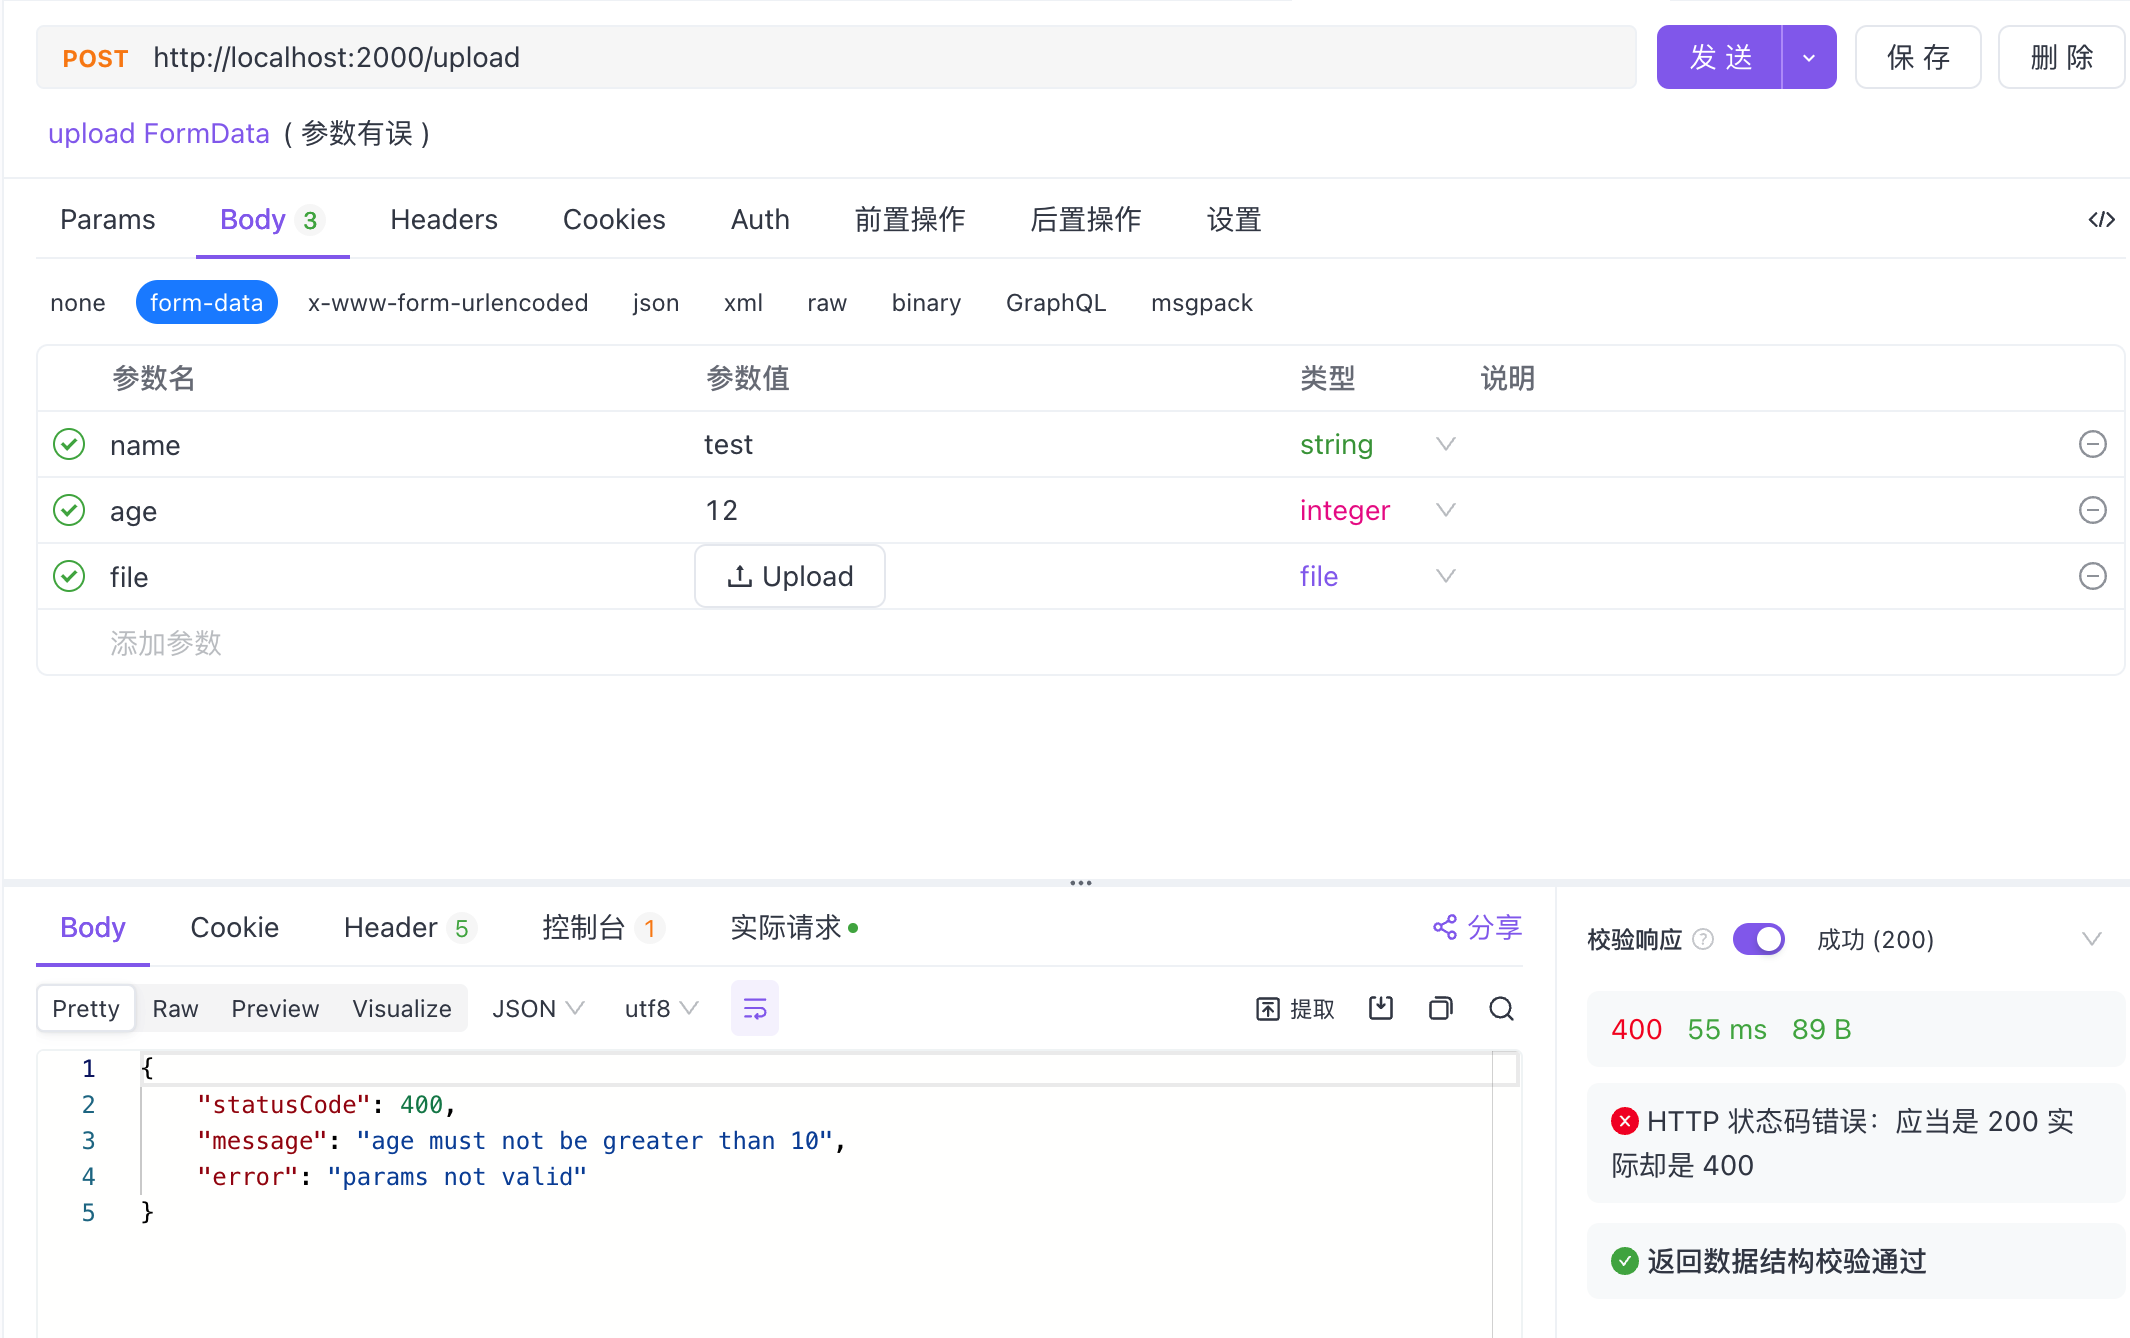 POST http://localhost:2000/upload 发 送 保 存 删 除
upload FormData ( 参数有误 )
Params Body 3 Headers Cookies Auth 前置操作 后置操作 设置 </>
none form-data x-www-form-urlencoded json xml raw binary GraphQL msgpack
参数名 参数值 类型 说明
name test string
age 12 integer
file Upload file
添加参数
Body Cookie Header 5 控制台 1 实际请求 分享
Pretty Raw Preview Visualize JSON utf8 提取
1 {
2 "statusCode": 400,
3 "message": "age must not be greater than 10",
4 "error": "params not valid"
5 }
校验响应 ? 成功 (200)
400 55 ms 89 B
HTTP 状态码错误：应当是 200 实
际却是 400
返回数据结构校验通过